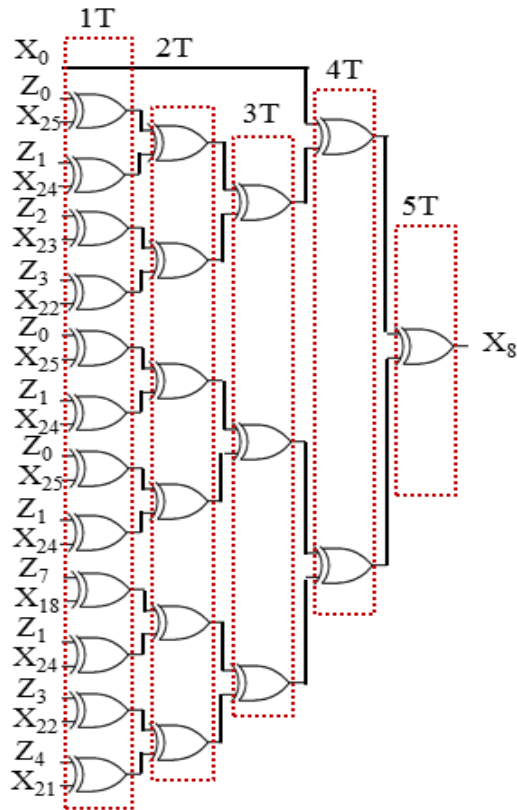 1T
2T
3T
4T
5T
X₀
Z₀
X₂₅
Z₁
X₂₄
Z₂
X₂₃
Z₃
X₂₂
Z₀
X₂₅
Z₁
X₂₄
Z₀
X₂₅
Z₁
X₂₄
Z₇
X₁₈
Z₁
X₂₄
Z₃
X₂₂
Z₄
X₂₁
X₈